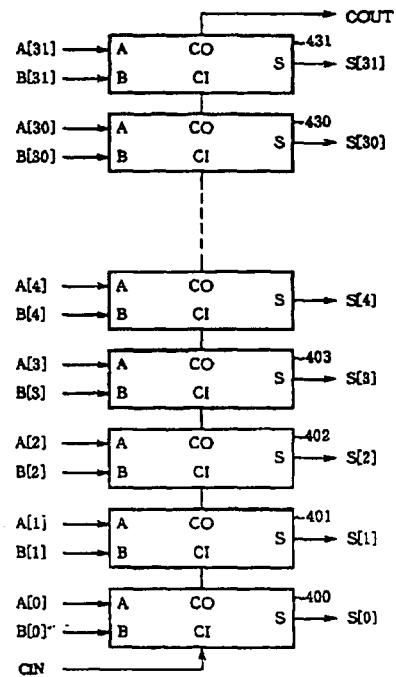 COUT
A[31] A CO 431
B[31] B CI S S[31]
A[30] A CO 430
B[30] B CI S S[30]
A[4] A CO
B[4] B CI S S[4]
A[3] A CO 403
B[3] B CI S S[3]
A[2] A CO 402
B[2] B CI S S[2]
A[1] A CO 401
B[1] B CI S S[1]
A[0] A CO 400
B[0] B CI S S[0]
CIN